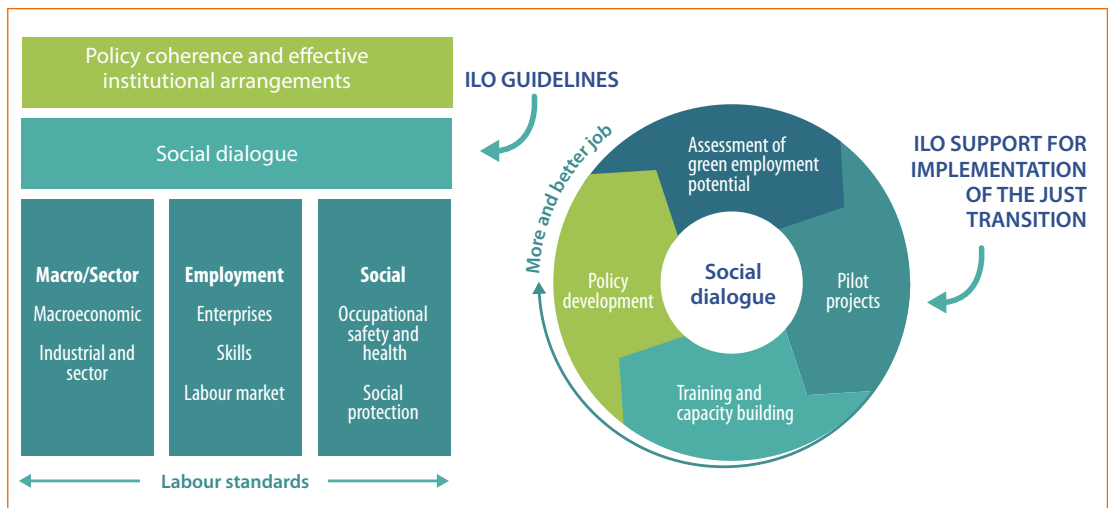 Policy coherence and effective
institutional arrangements
Social dialogue
Macro/Sector
Macroeconomic
Industrial and
sector
Employment
Enterprises
Skills
Labour market
Social
Occupational
safety and
health
Social
protection
Labour standards
ILO GUIDELINES
More and better job
Assessment of
green employment
potential
Pilot
projects
Training and
capacity building
Policy
development
Social
dialogue
ILO SUPPORT FOR
IMPLEMENTATION
OF THE JUST
TRANSITION